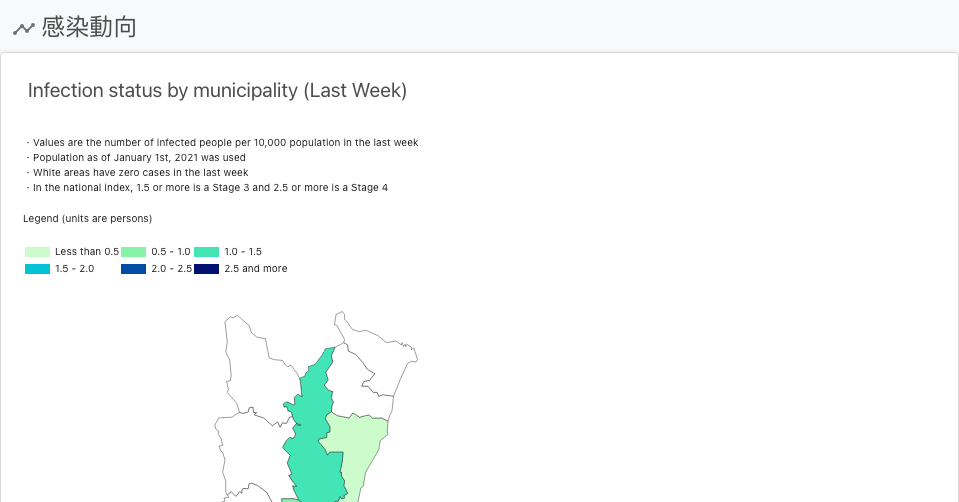 感染動向
Infection status by municipality (Last Week)
· Values are the number of infected people per 10,000 population in the last week
· Population as of January 1st, 2021 was used
· White areas have zero cases in the last week
· In the national index, 1.5 or more is a Stage 3 and 2.5 or more is a Stage 4
Legend (units are persons)
Less than 0.5 0.5 - 1.0 1.0 - 1.5
1.5 - 2.0 2.0 - 2.5 2.5 and more